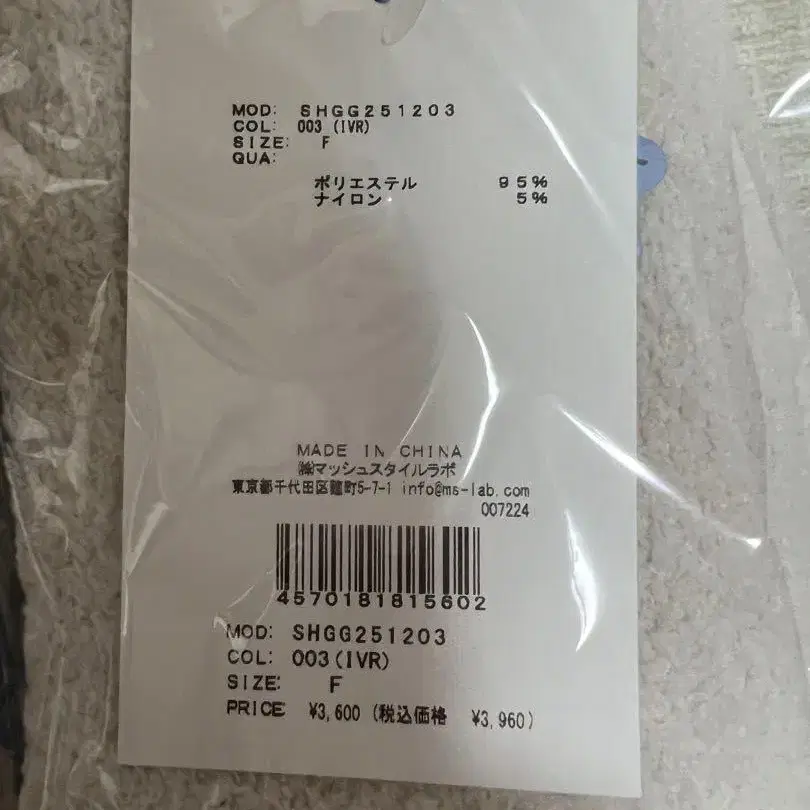 MOD: SHGG251203
COL: 003 (IVR)
SIZE: F
QUA:
ポリエステル 95%
ナイロン 5%
MADE IN CHINA
㈱マッシュスタイルラボ
東京都千代田区麹町5-7-1 info@ms-lab.com
007224
4570181815602
MOD: SHGG251203
COL: 003(IVR)
SIZE: F
PRICE ¥3,600 (税込価格 ¥3,960)